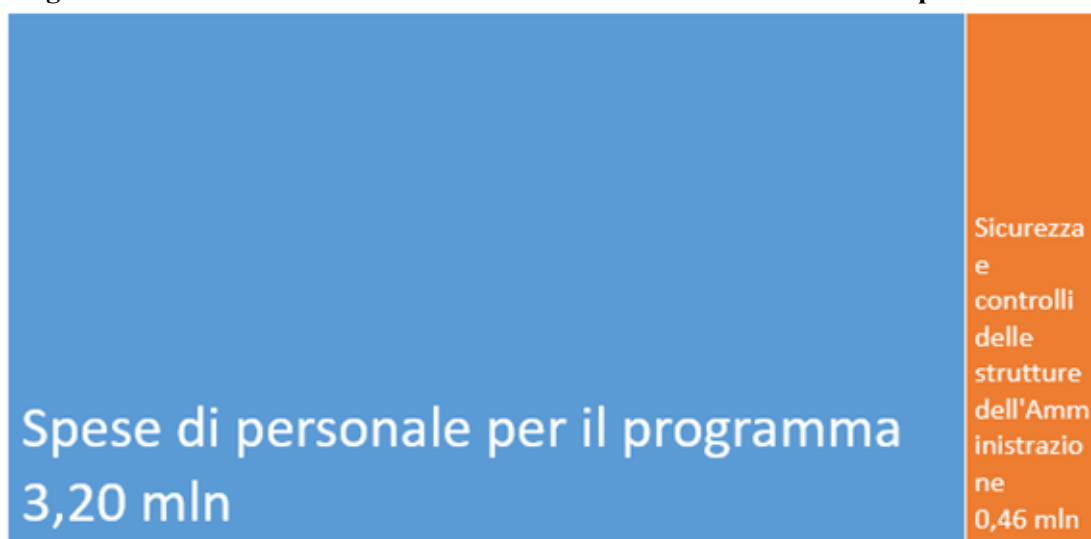 Spese di personale per il programma
3,20 mln
Sicurezza
e
controlli
delle
strutture
dell'Amm
inistrazio
ne
0,46 mln